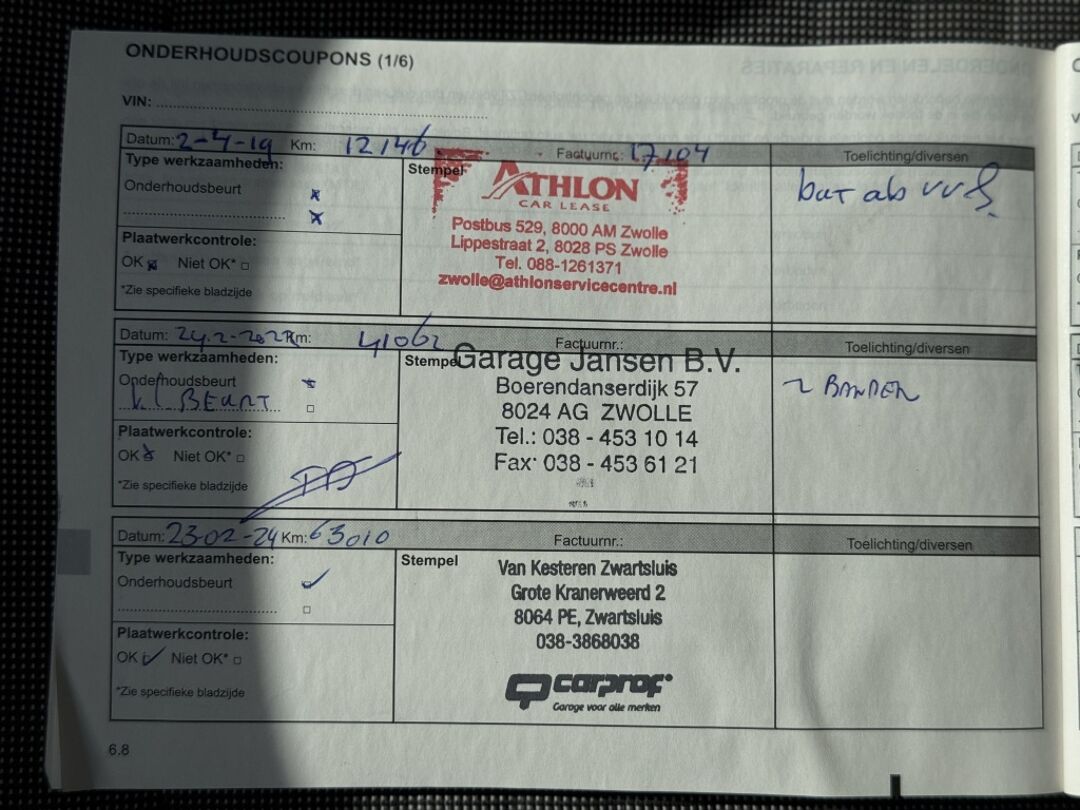 ONDERHOUDSCOUPONS (1/6)
VIN:
Datum: 2-4-19 Km: 12146 Factuurnr.: 17104 Toelichting/diversen
Type werkzaamheden:
Onderhoudsbeurt
Plaatwerkcontrole:
OK Niet OK*
*Zie specifieke bladzijde
Stempel
ATHLON
CAR LEASE
Postbus 529, 8000 AM Zwolle
Lippestraat 2, 8028 PS Zwolle
Tel. 088-1261371
zwolle@athlonservicecentre.nl
Datum: Km: 41062 Factuurnr.: Toelichting/diversen
Type werkzaamheden:
Onderhoudsbeurt
kl BEURT
Plaatwerkcontrole:
OK Niet OK*
*Zie specifieke bladzijde
Stempel
Garage Jansen B.V.
Boerendanserdijk 57
8024 AG ZWOLLE
Tel.: 038 - 453 10 14
Fax: 038 - 453 61 21
2 BANDEN
Datum: 23-02-24 Km: 63010 Factuurnr.: Toelichting/diversen
Type werkzaamheden:
Onderhoudsbeurt
Plaatwerkcontrole:
OK Niet OK*
*Zie specifieke bladzijde
Stempel
Van Kesteren Zwartsluis
Grote Kranerweerd 2
8064 PE, Zwartsluis
038-3868038
carprof
Garage voor alle merken
6.8